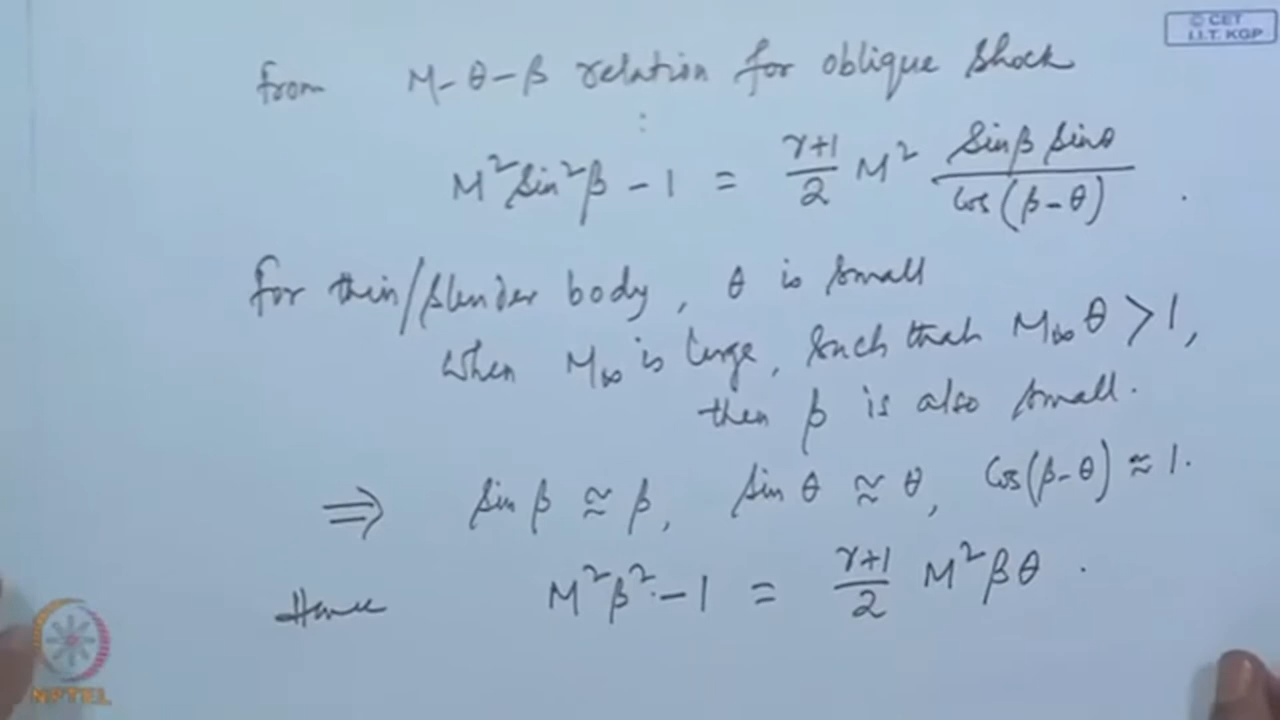 © CET
I.I.T. KGP
From M-θ-β relation for oblique shock
:
M²Sin²β - 1 = γ+1/2 M² Sinβ Sinθ/Cos(β-θ).
For thin/slender body, θ is small
When M∞ is large, such that M∞θ > 1,
then β is also small.
⇒ Sin β ≈ β, Sin θ ≈ θ, Cos(β-θ) ≈ 1.
Hence M²β² - 1 = γ+1/2 M²βθ.
NPTEL